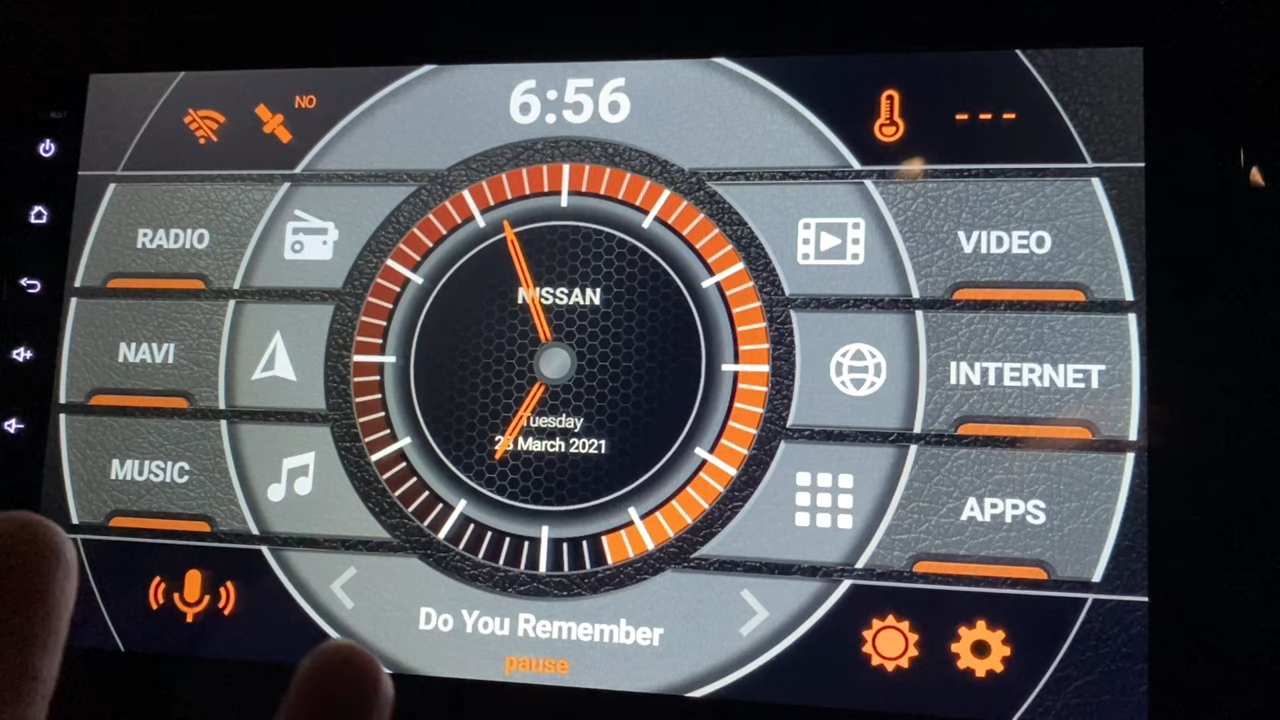 NO
6:56
- - -
RADIO
VIDEO
NISSAN
NAVI
INTERNET
Tuesday
March 2021
MUSIC
APPS
Do You Remember
pause